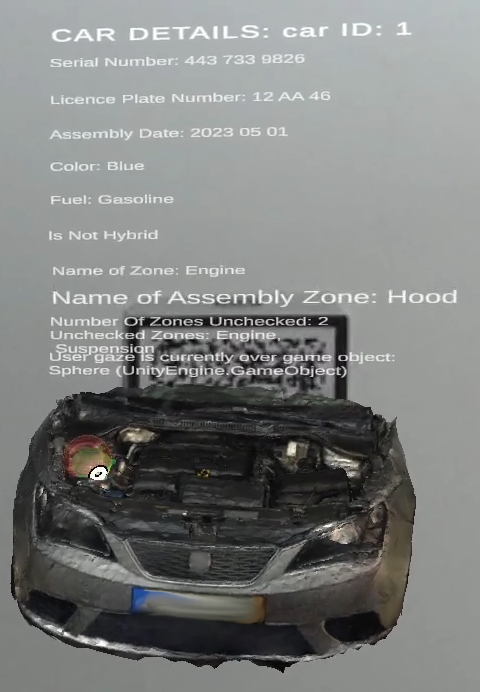 CAR DETAILS: car ID: 1
Serial Number: 443 733 9826
Licence Plate Number: 12 AA 46
Assembly Date: 2023 05 01
Color: Blue
Fuel: Gasoline
Is Not Hybrid
Name of Zone: Engine
Name of Assembly Zone: Hood
Number Of Zones Unchecked: 2
Unchecked Zones: Engine,
Suspension
User gaze is currently over game object:
Sphere (UnityEngine.GameObject)